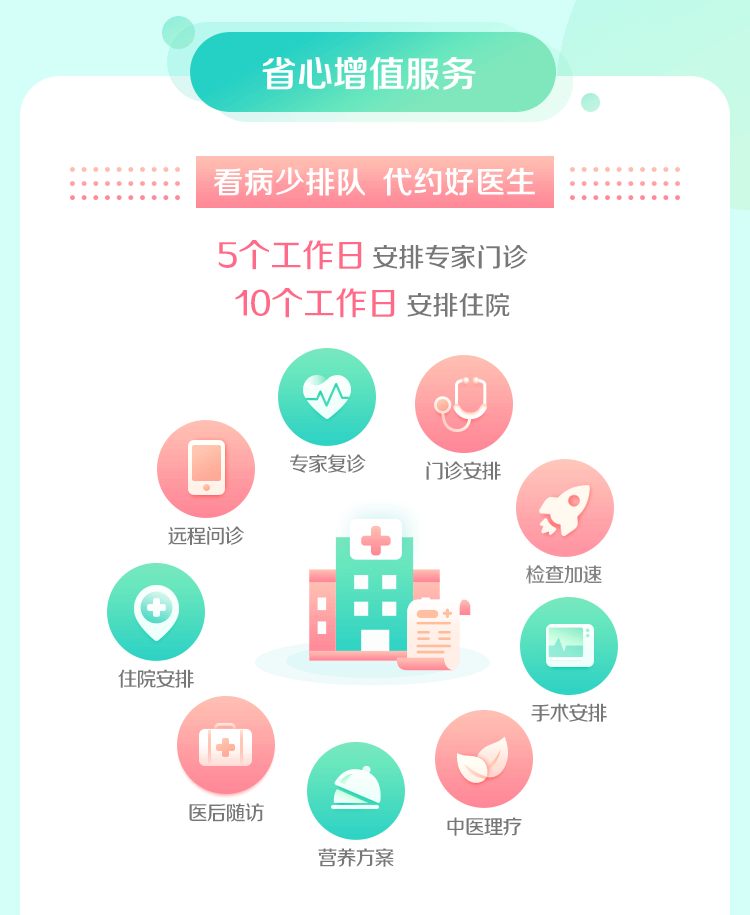 省心增值服务
看病少排队 代约好医生
5个工作日 安排专家门诊
10个工作日 安排住院
专家复诊
门诊安排
远程问诊
检查加速
住院安排
手术安排
医后随访
中医理疗
营养方案